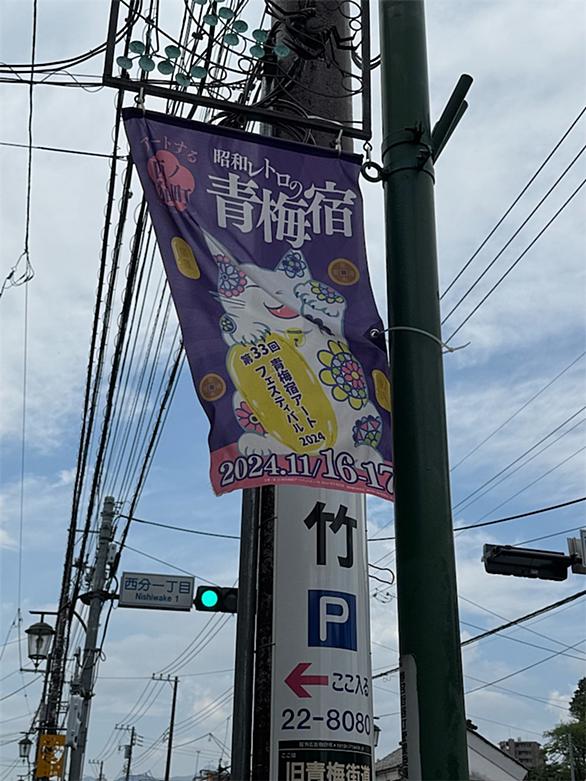 アートする
西ノ
昭和レトロの
青梅宿
第33回
青梅宿アート
フェスティバル
2024
2024.11/16-17
竹
P
ここ入る
22-8080
旧青梅街道
西分一丁目
Nishiwake 1